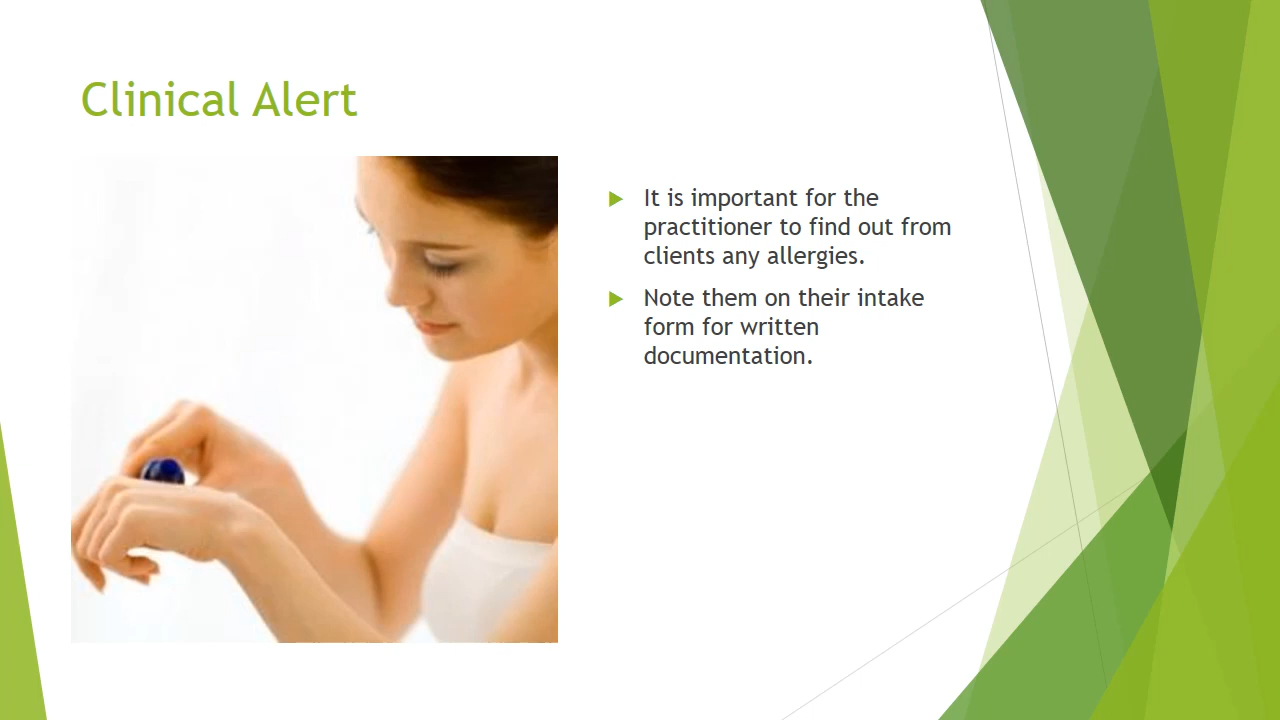 Clinical Alert
It is important for the
practitioner to find out from
clients any allergies.
Note them on their intake
form for written
documentation.